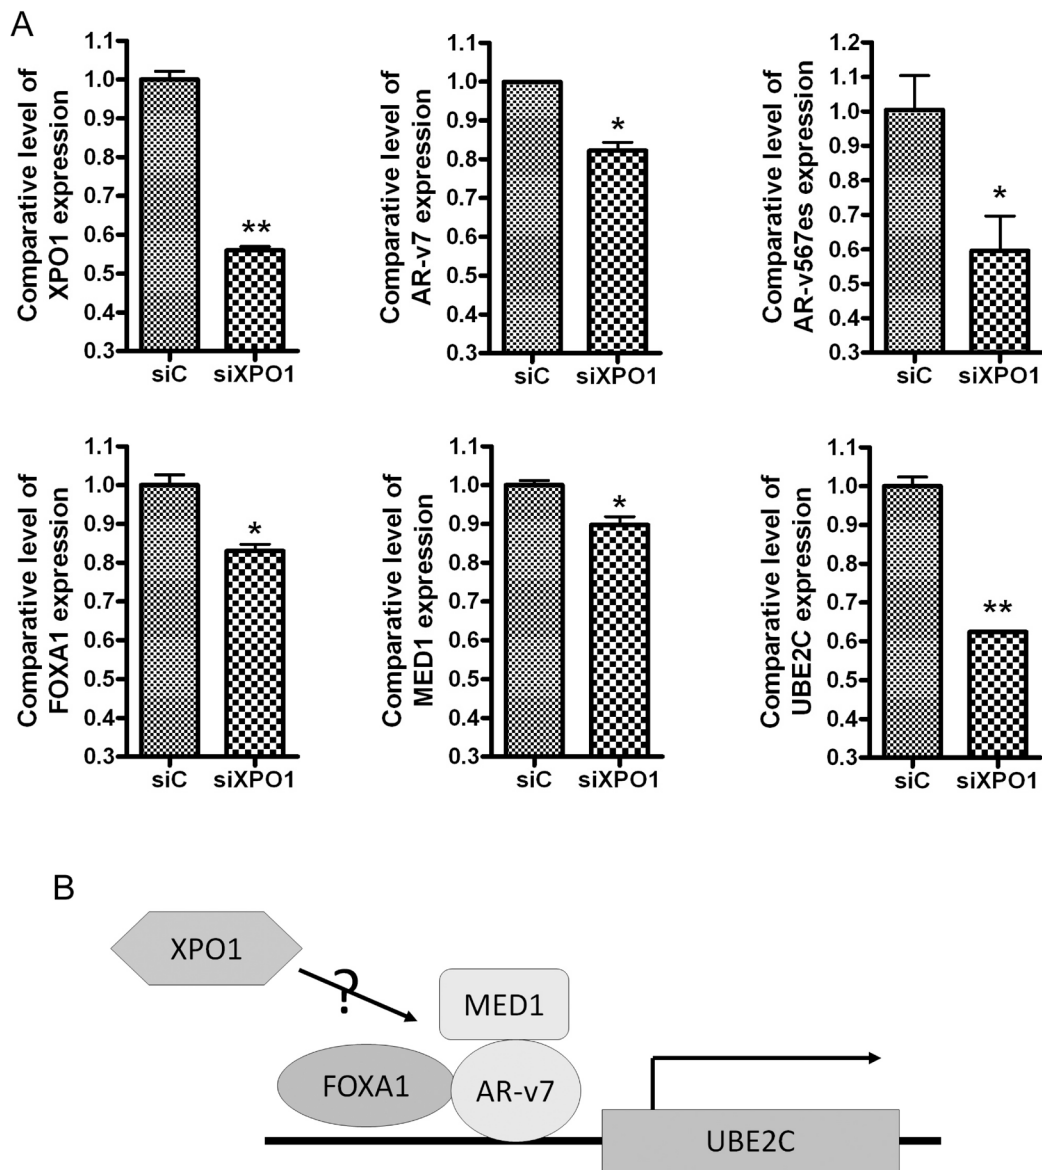 A
Comparative level of
XPO1 expression
1.1
1.0
0.9
0.8
0.7
0.6
0.5
0.4
0.3
**
siC siXPO1
Comparative level of
AR-v7 expression
1.1
1.0
0.9
0.8
0.7
0.6
0.5
0.4
0.3
*
siC siXPO1
Comparative level of
AR-v567es expression
1.2
1.1
1.0
0.9
0.8
0.7
0.6
0.5
0.4
0.3
*
siC siXPO1
Comparative level of
FOXA1 expression
1.1
1.0
0.9
0.8
0.7
0.6
0.5
0.4
0.3
*
siC siXPO1
Comparative level of
MED1 expression
1.1
1.0
0.9
0.8
0.7
0.6
0.5
0.4
0.3
*
siC siXPO1
Comparative level of
UBE2C expression
1.1
1.0
0.9
0.8
0.7
0.6
0.5
0.4
0.3
**
siC siXPO1
B
XPO1
?
MED1
FOXA1
AR-v7
UBE2C